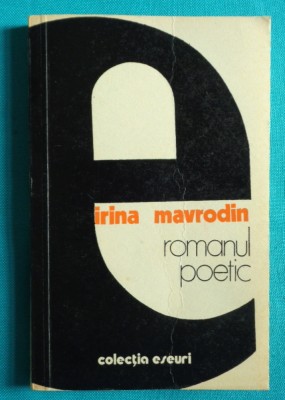 irina mavrodin
romanul
poetic
colecția eseuri